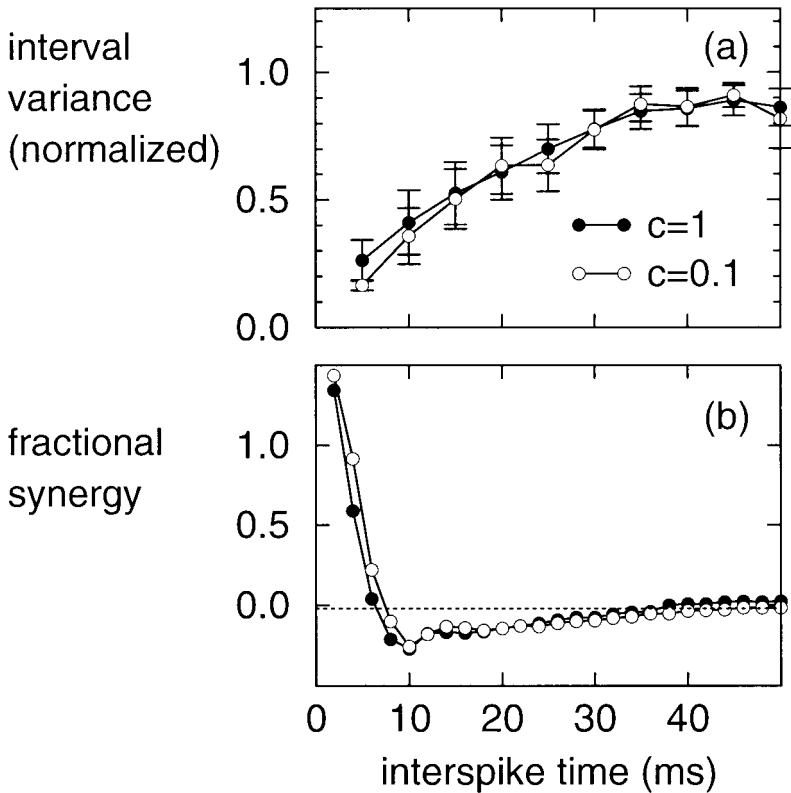 interval
variance
(normalized)
1.0
0.5
0.0
(a)
c=1
c=0.1
fractional
synergy
1.0
0.5
0.0
(b)
0 10 20 30 40
interspike time (ms)